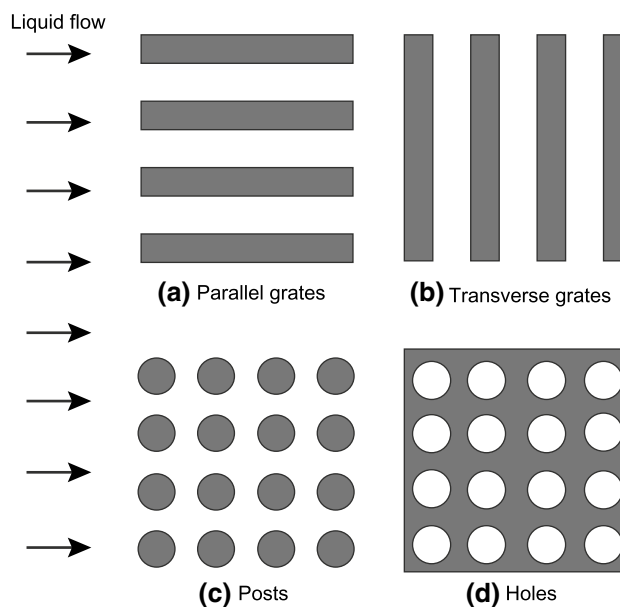 Liquid flow
(a) Parallel grates
(b) Transverse grates
(c) Posts
(d) Holes